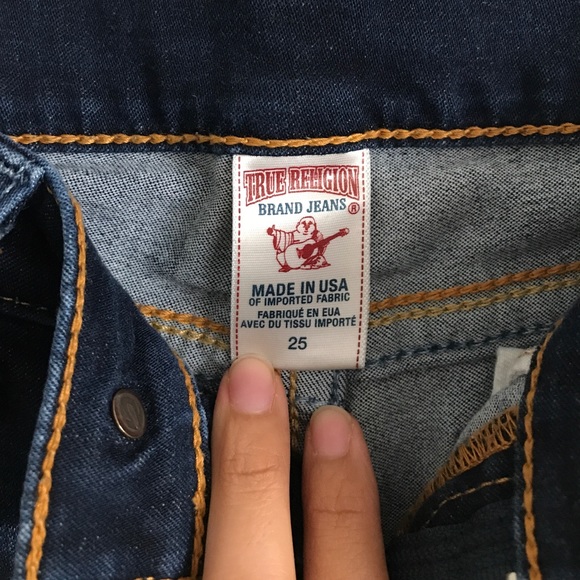 TRUE RELIGION
BRAND JEANS ®
MADE IN USA
OF IMPORTED FABRIC
FABRIQUÉ EN EUA
AVEC DU TISSU IMPORTÉ
25